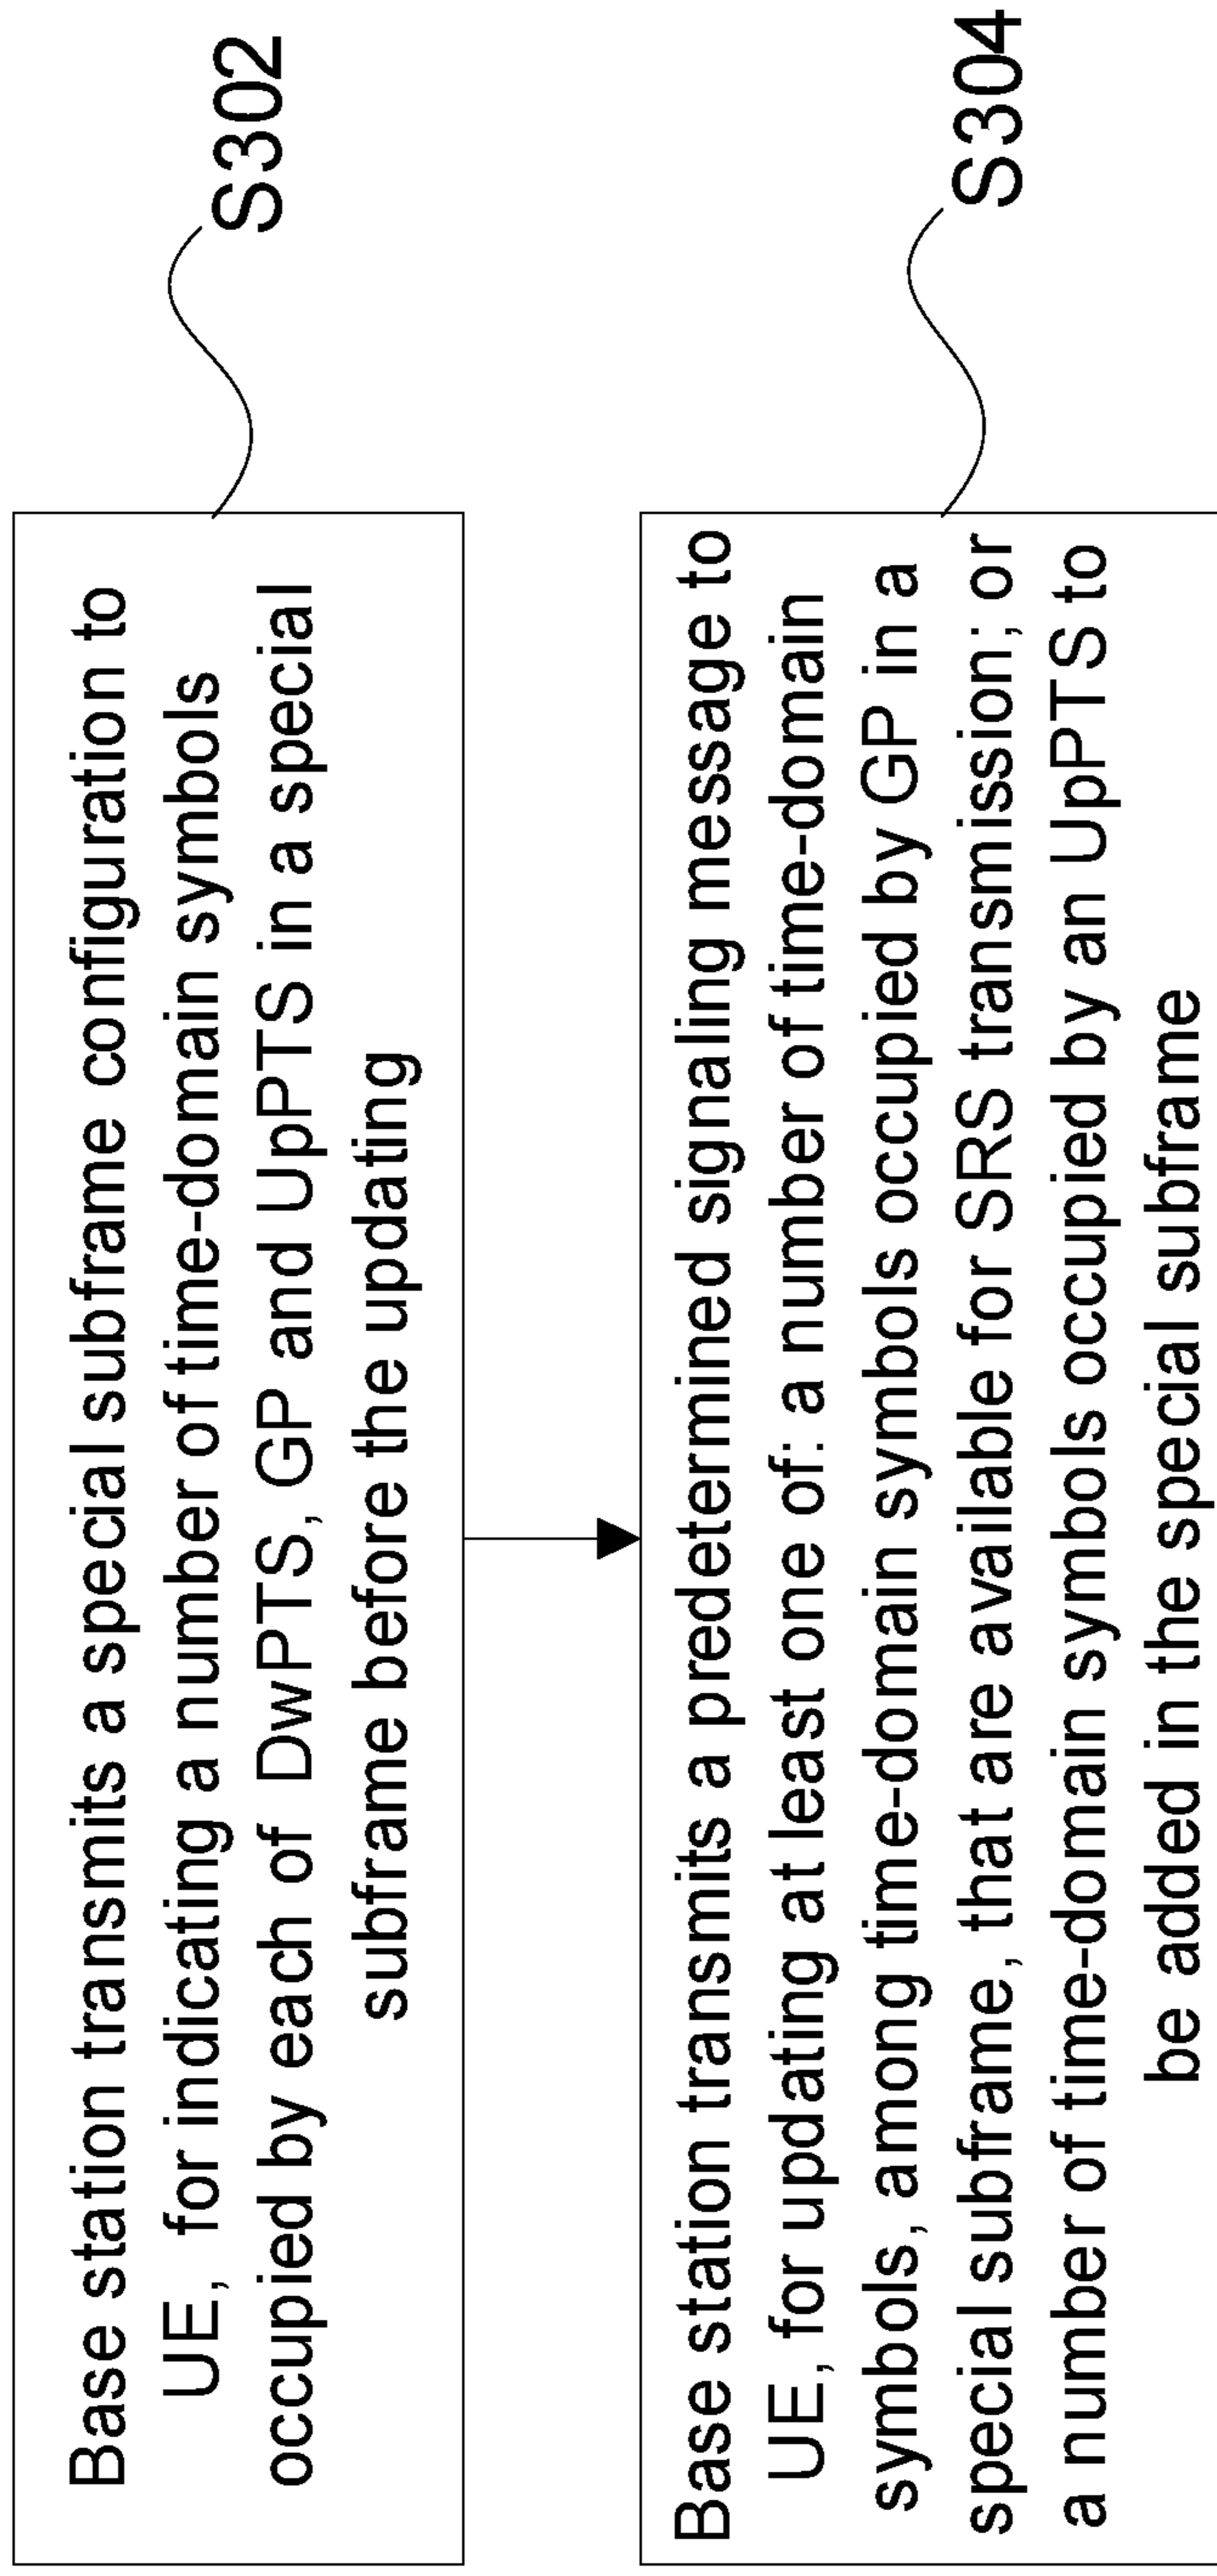 Base station transmits a special subframe configuration to
UE, for indicating a number of time-domain symbols
occupied by each of DwPTS, GP and UpPTS in a special
subframe before the updating
S302
Base station transmits a predetermined signaling message to
UE, for updating at least one of: a number of time-domain
symbols, among time-domain symbols occupied by GP in a
special subframe, that are available for SRS transmission; or
a number of time-domain symbols occupied by an UpPTS to
be added in the special subframe
S304